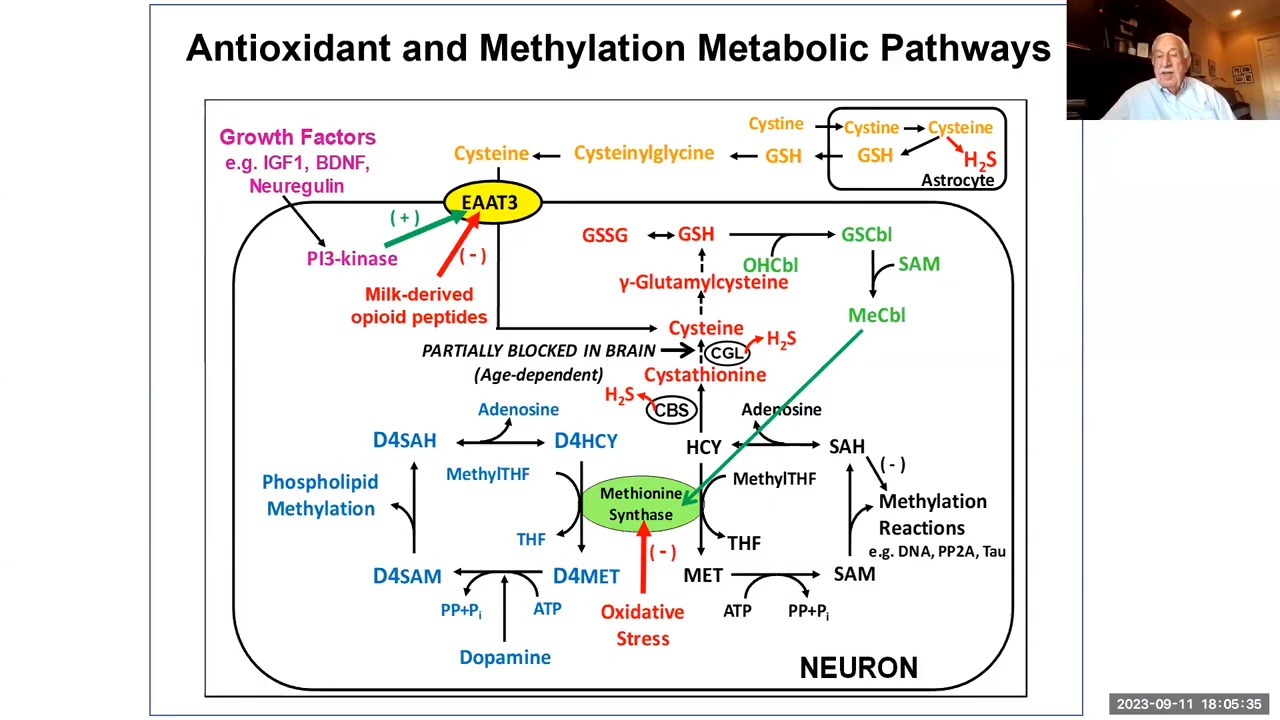 Antioxidant and Methylation Metabolic Pathways
Growth Factors
e.g. IGF1, BDNF,
Neuregulin
Cysteine
Cysteinylglycine
GSH
Cystine
Cystine
Cysteine
GSH
H₂S
Astrocyte
EAAT3
( + )
( - )
PI3-kinase
Milk-derived
opioid peptides
GSSG
GSH
GSCbl
OHCbl
SAM
γ-Glutamylcysteine
MeCbl
Cysteine
PARTIALLY BLOCKED IN BRAIN
(Age-dependent)
CGL
H₂S
Cystathionine
H₂S
CBS
Adenosine
Adenosine
D4SAH
D4HCY
HCY
SAH
( - )
MethylTHF
MethylTHF
Phospholipid
Methylation
Methionine
Synthase
Methylation
Reactions
e.g. DNA, PP2A, Tau
THF
THF
( - )
D4SAM
D4MET
MET
SAM
PP+Pᵢ
ATP
Oxidative
Stress
ATP
PP+Pᵢ
Dopamine
NEURON
2023-09-11 18:05:35